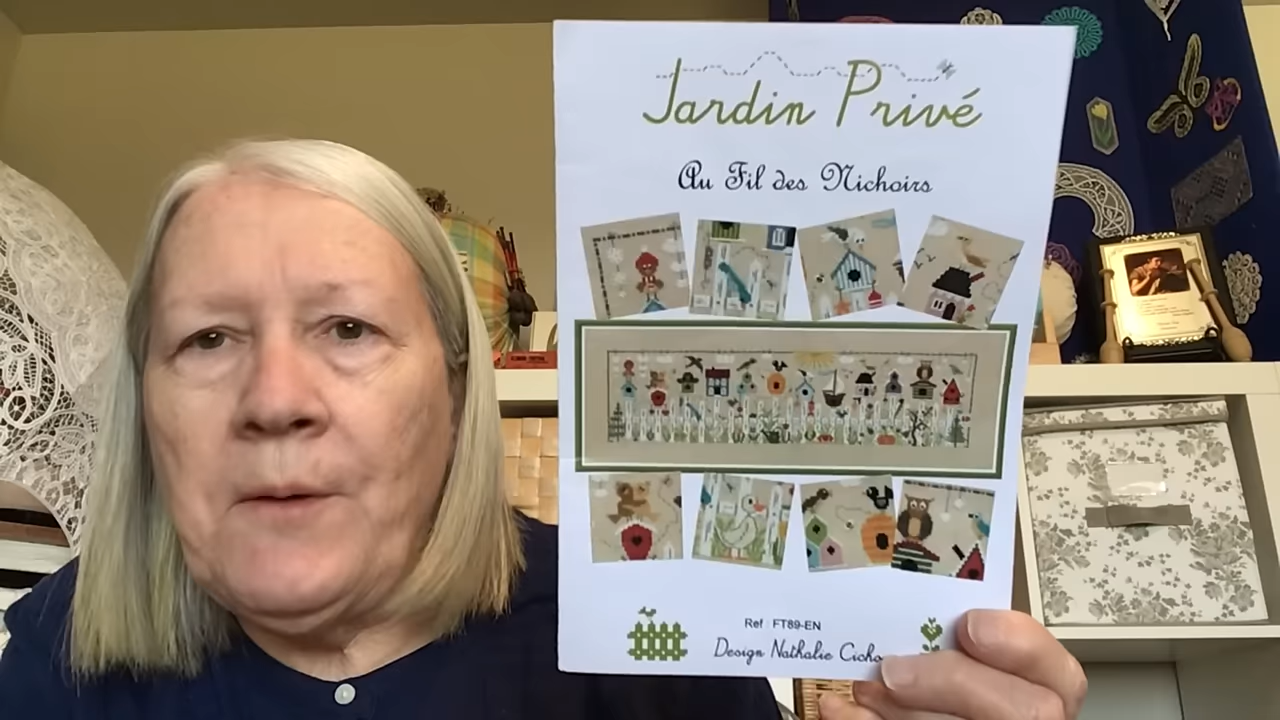 Jardin Privé
Au Fil des Nichoirs
Ref FT89-EN
Design Nathalie Cicho